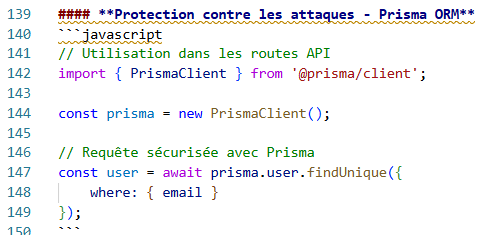 139 #### **Protection contre les attaques - Prisma ORM**
140 ```javascript
141 // Utilisation dans les routes API
142 import { PrismaClient } from '@prisma/client';
143
144 const prisma = new PrismaClient();
145
146 // Requête sécurisée avec Prisma
147 const user = await prisma.user.findUnique({
148     where: { email }
149 });
150 ```